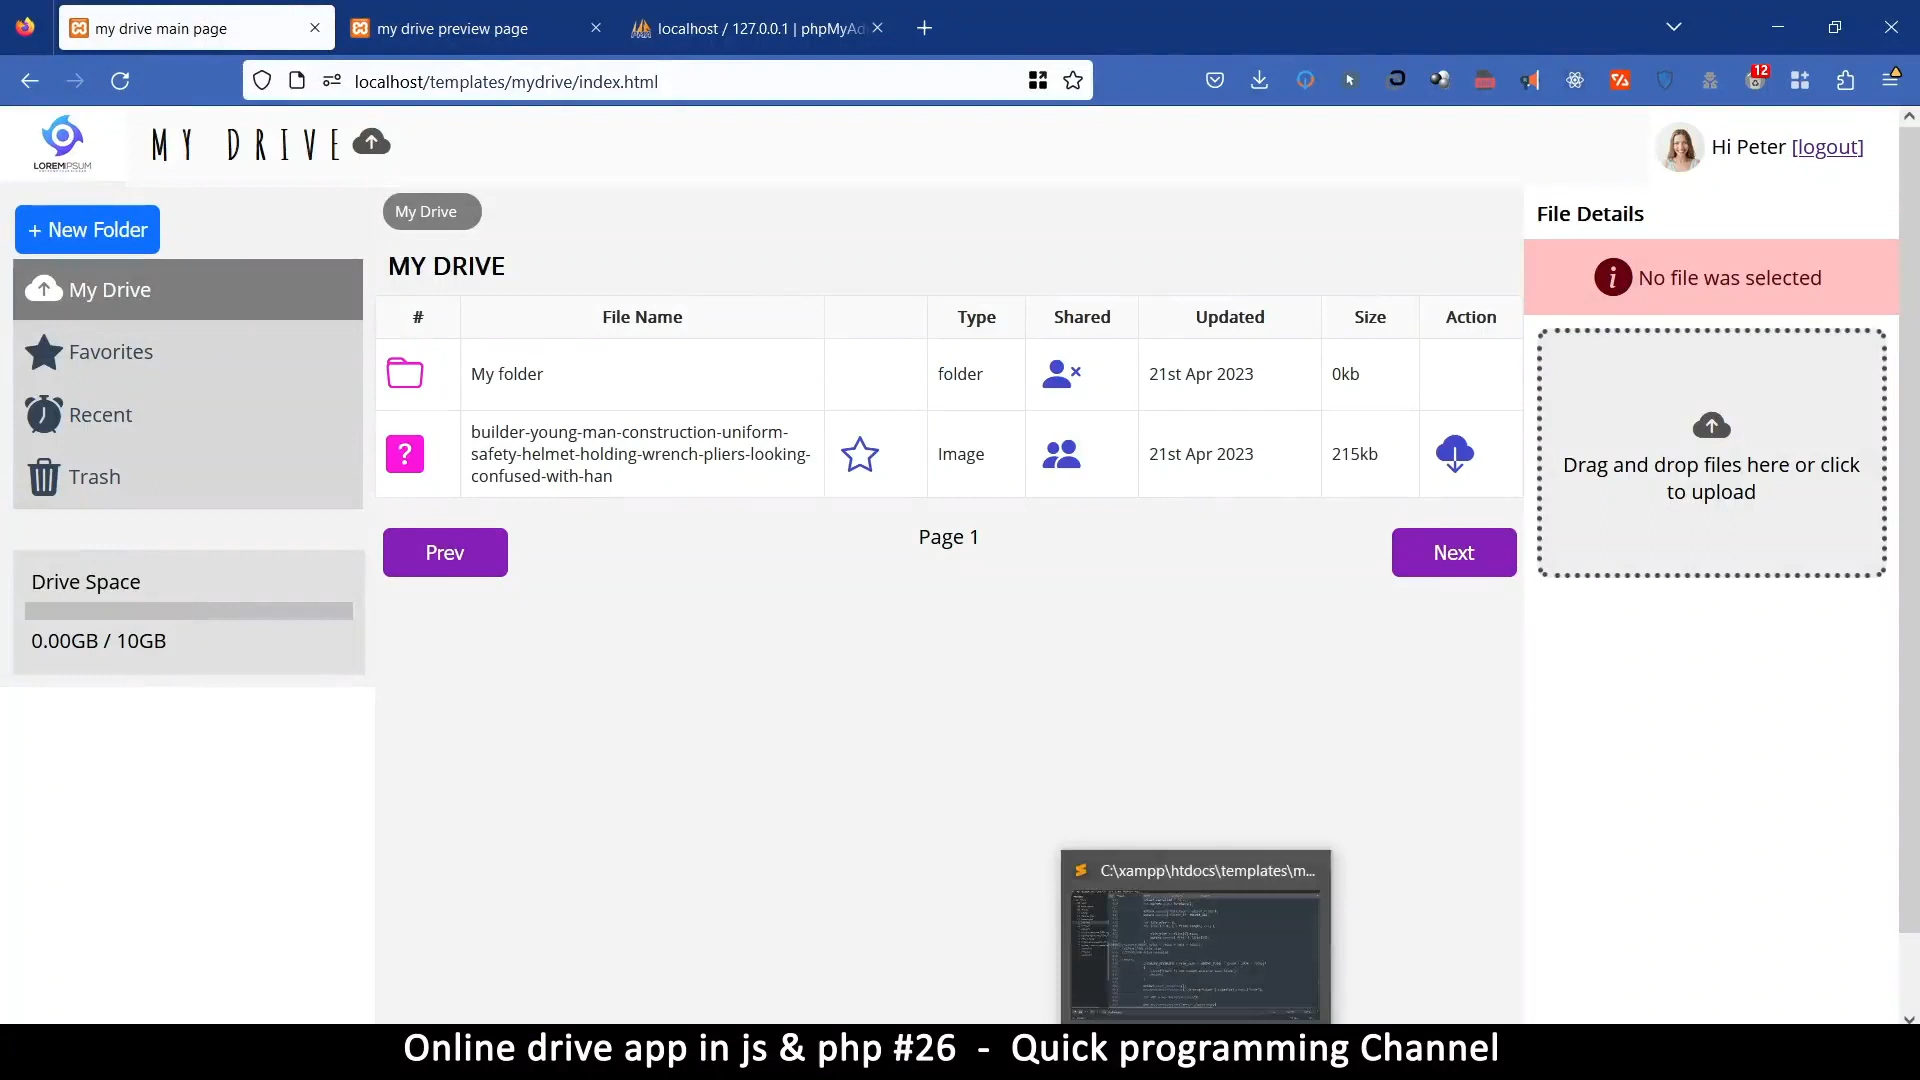 my drive main page
my drive preview page
localhost / 127.0.0.1 | phpMyAd
localhost/templates/mydrive/index.html
12
LOREMIPSUM
MY DRIVE
Hi Peter [logout]
+ New Folder
My Drive
Favorites
Recent
Trash
Drive Space
0.00GB / 10GB
My Drive
MY DRIVE
# File Name Type Shared Updated Size Action
My folder folder 21st Apr 2023 0kb
builder-young-man-construction-uniform-
safety-helmet-holding-wrench-pliers-looking- Image 21st Apr 2023 215kb
confused-with-han
Prev Page 1 Next
File Details
No file was selected
Drag and drop files here or click
to upload
C:\xampp\htdocs\templates\m...
Online drive app in js & php #26 - Quick programming Channel